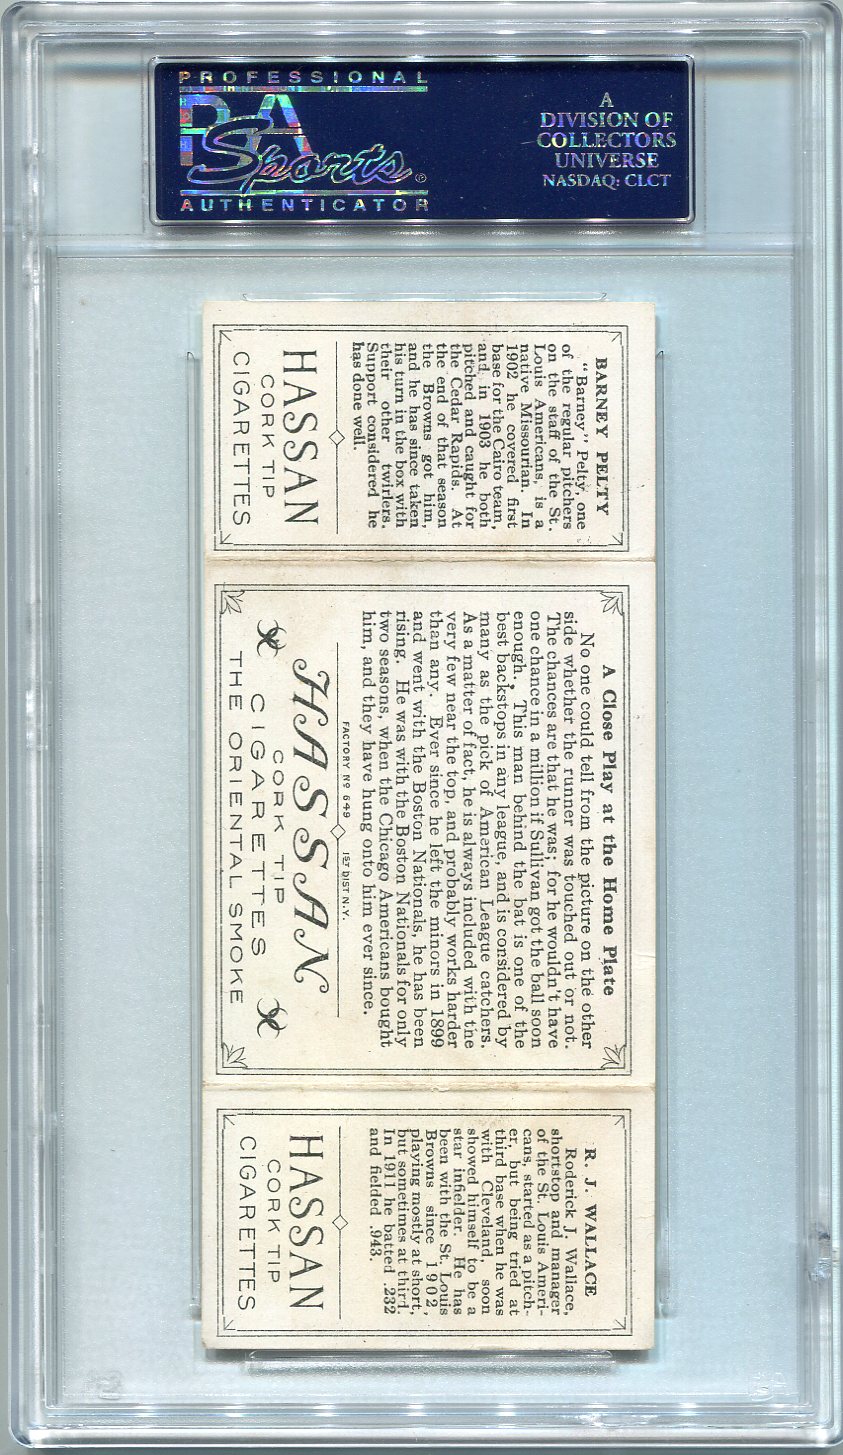 PROFESSIONAL
PSA
Sports®
AUTHENTICATOR
A
DIVISION OF
COLLECTORS
UNIVERSE
NASDAQ: CLCT
BARNEY PELTY
"Barney" Pelty, one
of the regular pitchers
on the staff of the St.
Louis Americans, is a
native Missourian. In
1902 he covered first
base for the Cairo team,
and, in 1903 he both
pitched and caught for
the Cedar Rapids. At
the end of that season
the Browns got him,
and he has since taken
his turn in the box with
their other twirlers.
Support considered he
has done well.
HASSAN
CORK TIP
CIGARETTES
A Close Play at the Home Plate
No one could tell from the picture on the other
side whether the runner was touched out or not.
The chances are that he was; for he wouldn't have
one chance in a million if Sullivan got the ball soon
enough. This man behind the bat is one of the
best backstops in any league, and is considered by
many as the pick of American League catchers.
As a matter of fact, he is always included with the
very few near the top, and probably works harder
than any. Ever since he left the minors in 1899
and went with the Boston Nationals, he has been
rising. He was with the Boston Nationals for only
two seasons, when the Chicago Americans bought
him, and they have hung onto him ever since.
FACTORY Nº 649 1ST DIST N.Y.
HASSAN
CORK TIP
CIGARETTES
THE ORIENTAL SMOKE
R. J. WALLACE
Roderick J. Wallace,
shortstop and manager
of the St. Louis Ameri-
cans, started as a pitch-
er, but being tried at
third base when he was
with Cleveland, soon
showed himself to be a
star infielder. He has
been with the St. Louis
Browns since 1902,
playing mostly at short,
but sometimes at third.
In 1911 he batted .232
and fielded .943.
HASSAN
CORK TIP
CIGARETTES